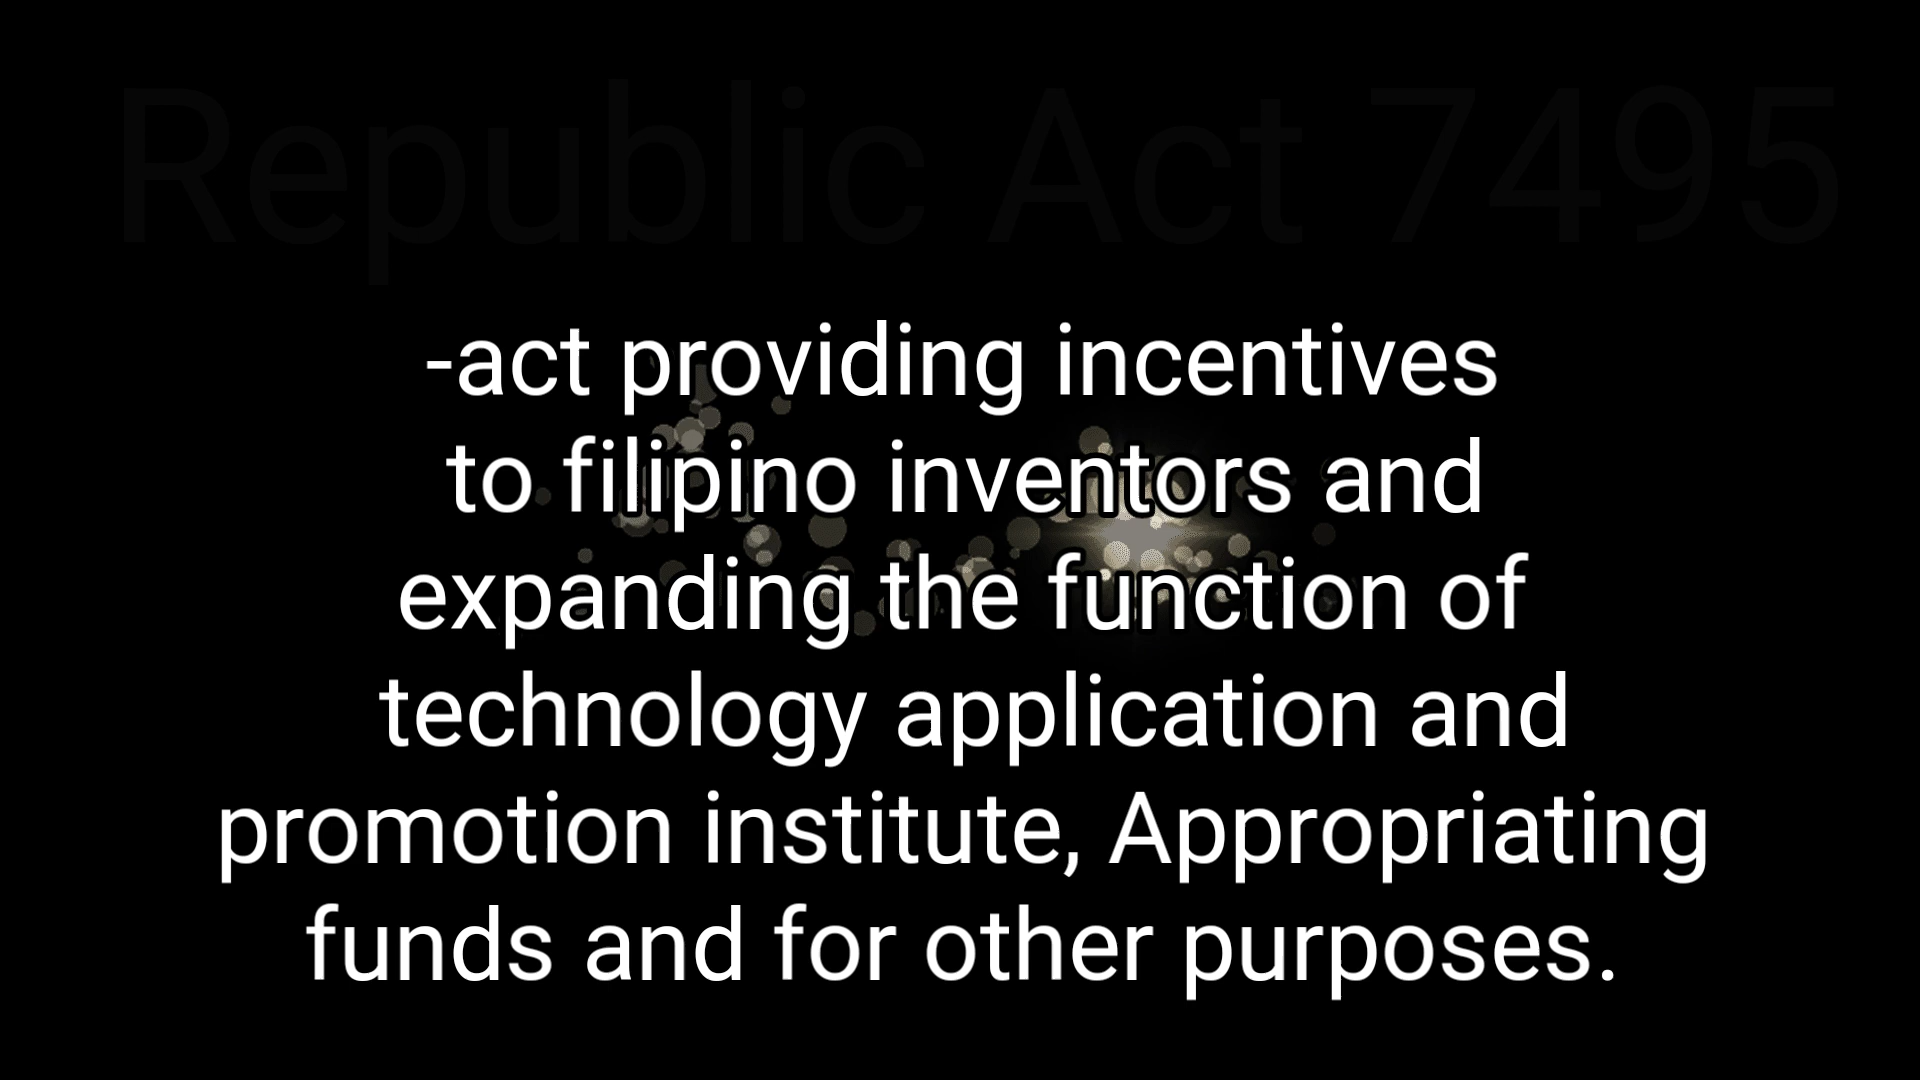 Republic Act 7495
-act providing incentives
to filipino inventors and
expanding the function of
technology application and
promotion institute, Appropriating
funds and for other purposes.